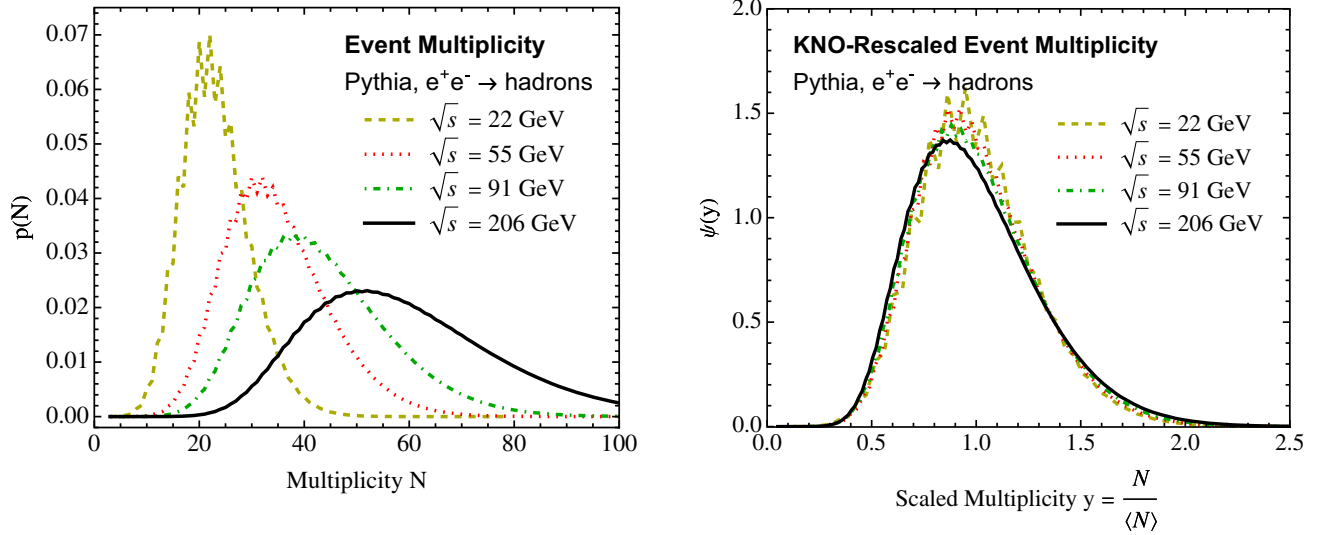 Event Multiplicity
Pythia, e⁺e⁻ → hadrons
√s = 22 GeV
√s = 55 GeV
√s = 91 GeV
√s = 206 GeV
0.07
0.06
0.05
0.04
0.03
0.02
0.01
0.00
p(N)
0 20 40 60 80 100
Multiplicity N
KNO-Rescaled Event Multiplicity
Pythia, e⁺e⁻ → hadrons
√s = 22 GeV
√s = 55 GeV
√s = 91 GeV
√s = 206 GeV
2.0
1.5
1.0
0.5
0.0
ψ(y)
0.0 0.5 1.0 1.5 2.0 2.5
Scaled Multiplicity y = N/⟨N⟩